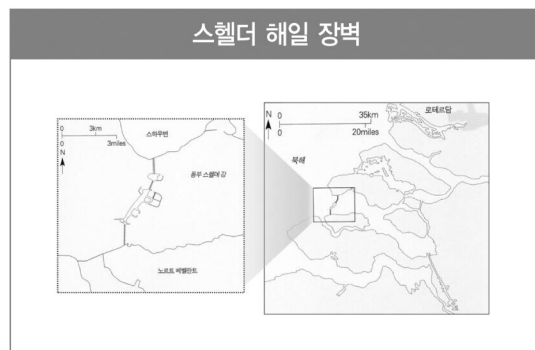 스헬더 해일 장벽
0 3km
0 3miles
N
스하우벤
동부 스헬데 강
노르트 베벨란트
N 0 35km
0 20miles
로테르담
북해